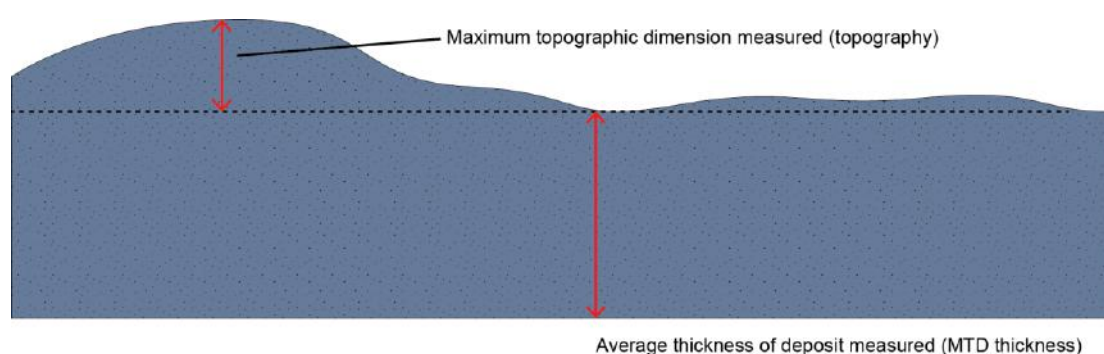 Maximum topographic dimension measured (topography)
Average thickness of deposit measured (MTD thickness)